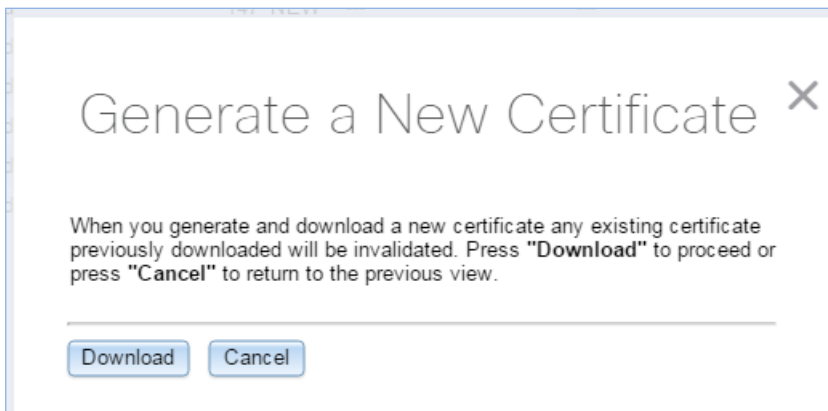 Generate a New Certificate
When you generate and download a new certificate any existing certificate
previously downloaded will be invalidated. Press "Download" to proceed or
press "Cancel" to return to the previous view.
Download Cancel